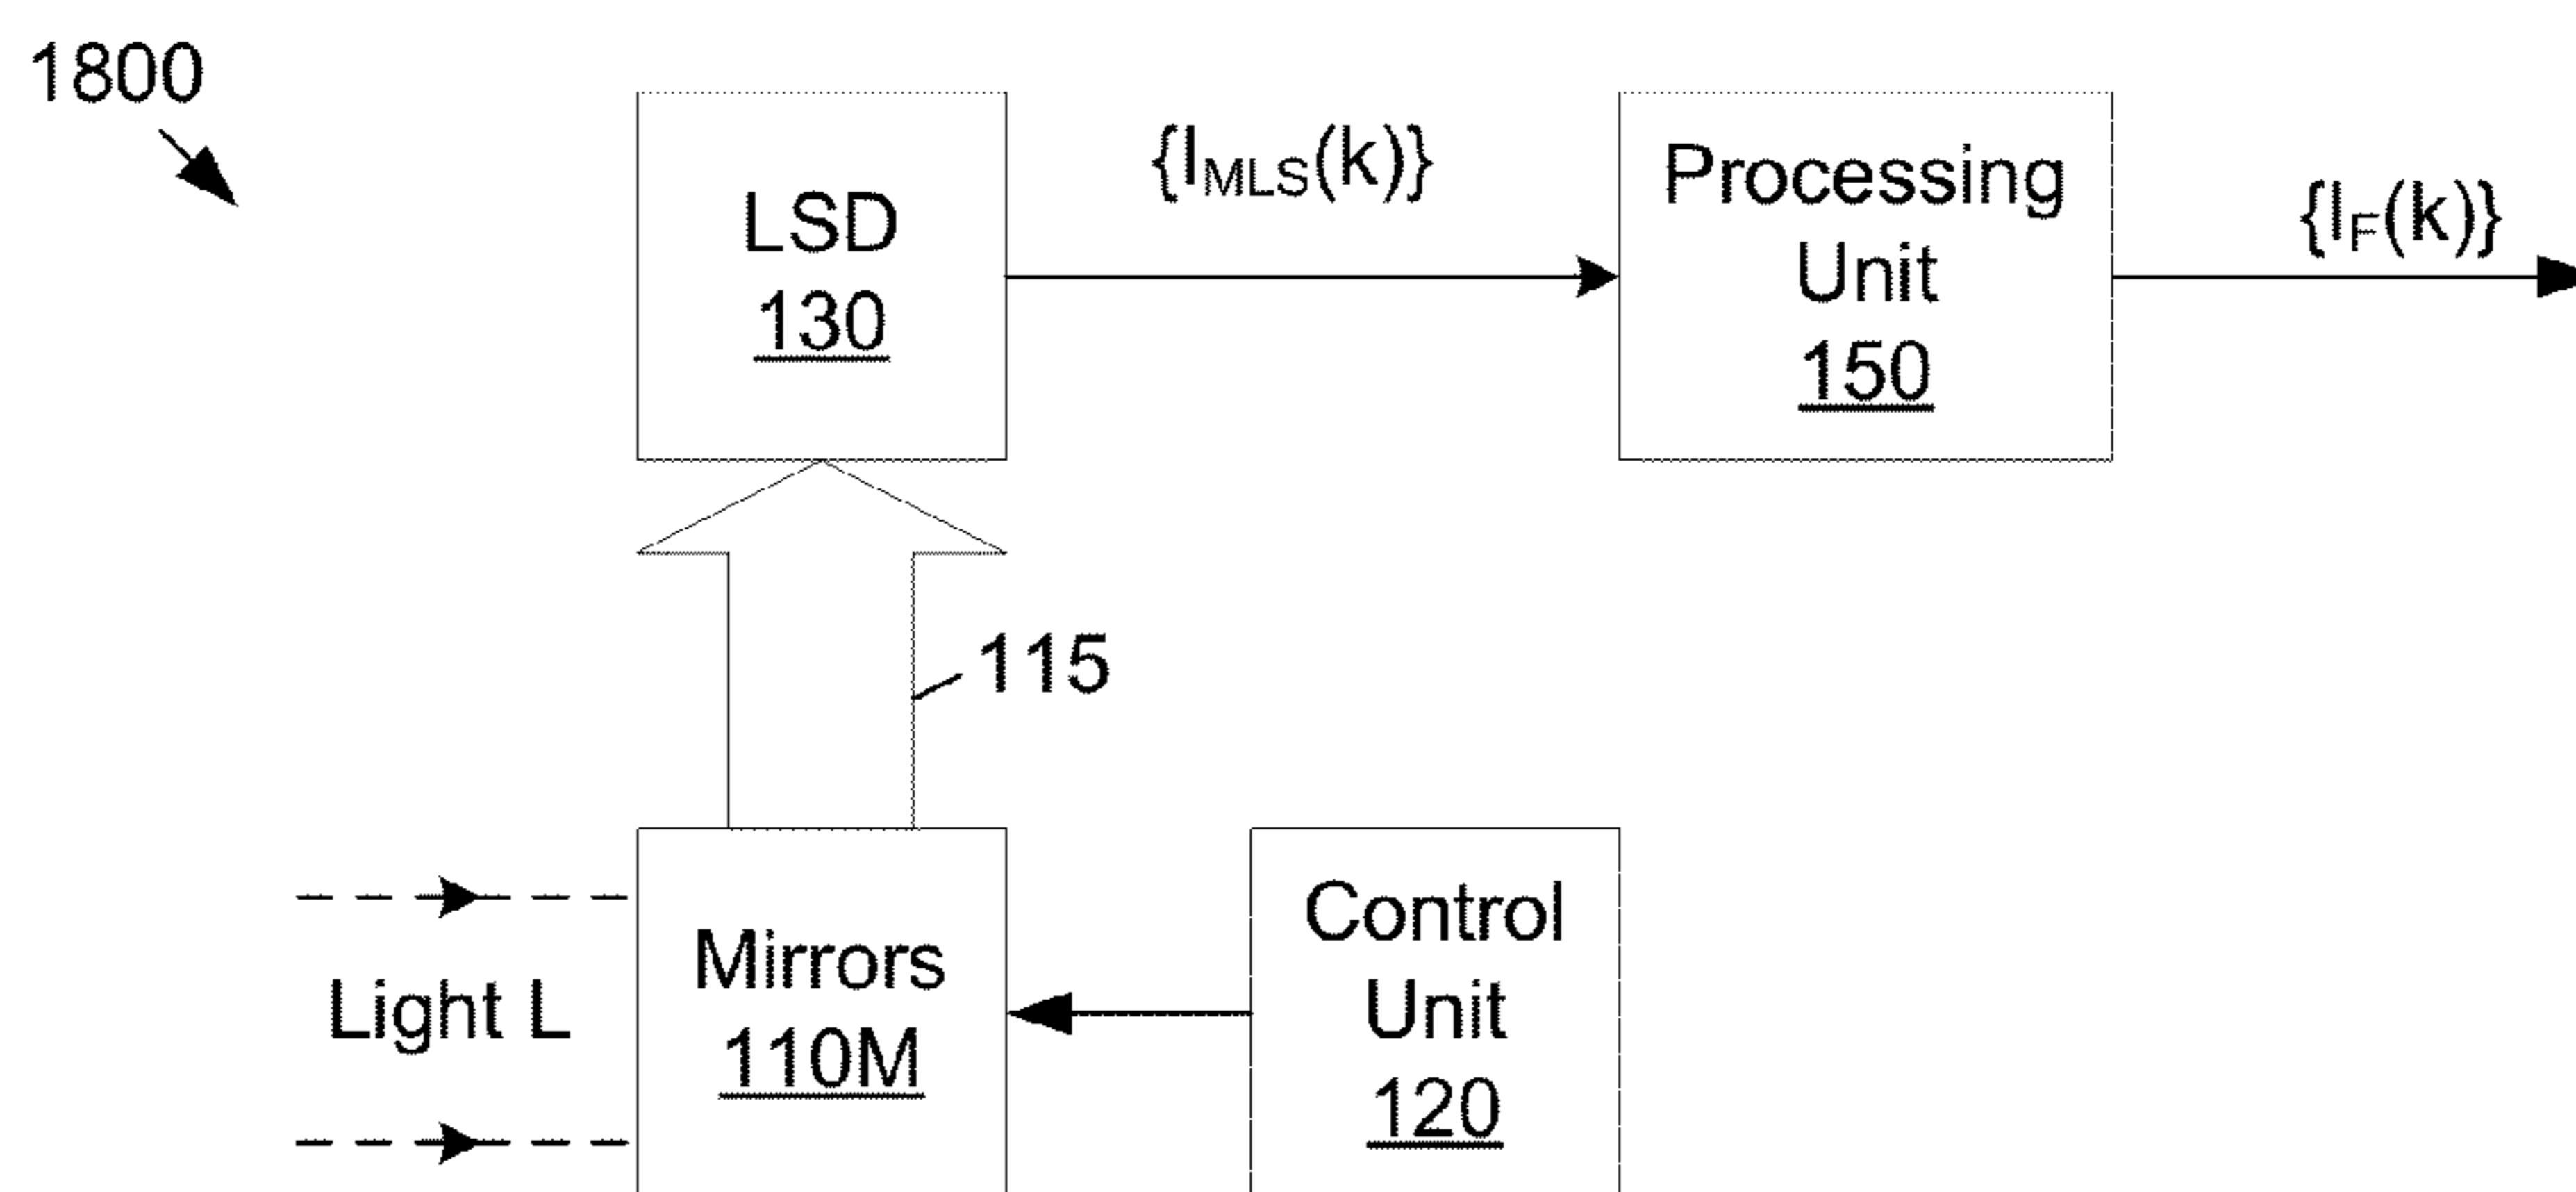 1800
LSD
130
{I_MLS(k)}
Processing
Unit
150
{I_F(k)}
115
Light L
Mirrors
110M
Control
Unit
120